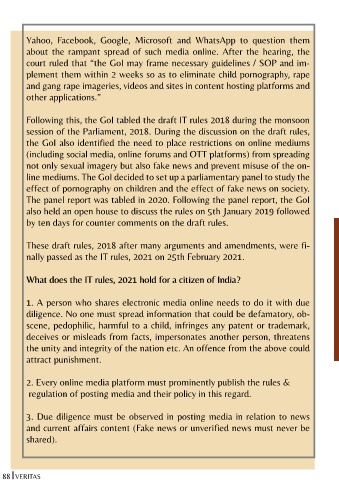 Yahoo, Facebook, Google, Microsoft and WhatsApp to question them
about the rampant spread of such media online. After the hearing, the
court ruled that “the GoI may frame necessary guidelines / SOP and im-
plement them within 2 weeks so as to eliminate child pornography, rape
and gang rape imageries, videos and sites in content hosting platforms and
other applications.”
Following this, the GoI tabled the draft IT rules 2018 during the monsoon
session of the Parliament, 2018. During the discussion on the draft rules,
the GoI also identified the need to place restrictions on online mediums
(including social media, online forums and OTT platforms) from spreading
not only sexual imagery but also fake news and prevent misuse of the on-
line mediums. The GoI decided to set up a parliamentary panel to study the
effect of pornography on children and the effect of fake news on society.
The panel report was tabled in 2020. Following the panel report, the GoI
also held an open house to discuss the rules on 5th January 2019 followed
by ten days for counter comments on the draft rules.
These draft rules, 2018 after many arguments and amendments, were fi-
nally passed as the IT rules, 2021 on 25th February 2021.
What does the IT rules, 2021 hold for a citizen of India?
1. A person who shares electronic media online needs to do it with due
diligence. No one must spread information that could be defamatory, ob-
scene, pedophilic, harmful to a child, infringes any patent or trademark,
deceives or misleads from facts, impersonates another person, threatens
the unity and integrity of the nation etc. An offence from the above could
attract punishment.
2. Every online media platform must prominently publish the rules &
regulation of posting media and their policy in this regard.
3. Due diligence must be observed in posting media in relation to news
and current affairs content (Fake news or unverified news must never be
shared).
88 | VERITAS